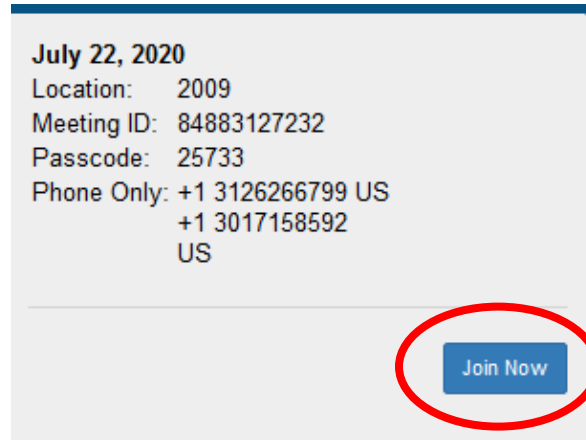 July 22, 2020
Location: 2009
Meeting ID: 84883127232
Passcode: 25733
Phone Only: +1 3126266799 US
+1 3017158592
US
Join Now